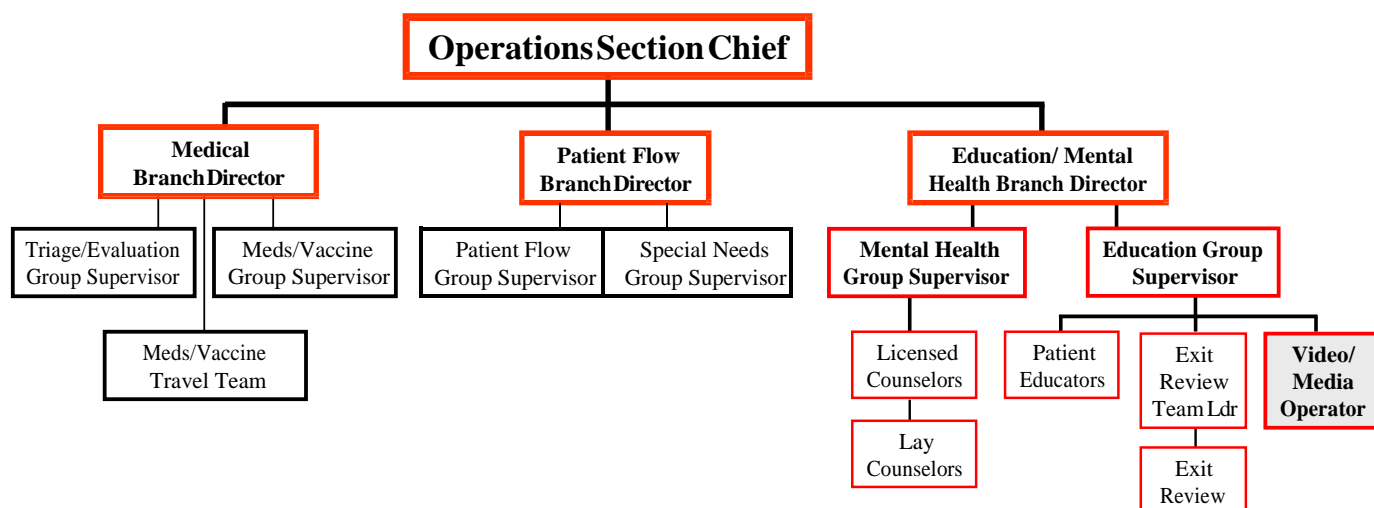 Operations Section Chief
Medical
Branch Director
Patient Flow
Branch Director
Education/ Mental
Health Branch Director
Triage/Evaluation
Group Supervisor
Meds/Vaccine
Group Supervisor
Patient Flow
Group Supervisor
Special Needs
Group Supervisor
Mental Health
Group Supervisor
Education Group
Supervisor
Meds/Vaccine
Travel Team
Licensed
Counselors
Patient
Educators
Exit
Review
Team Ldr
Video/
Media
Operator
Lay
Counselors
Exit
Review